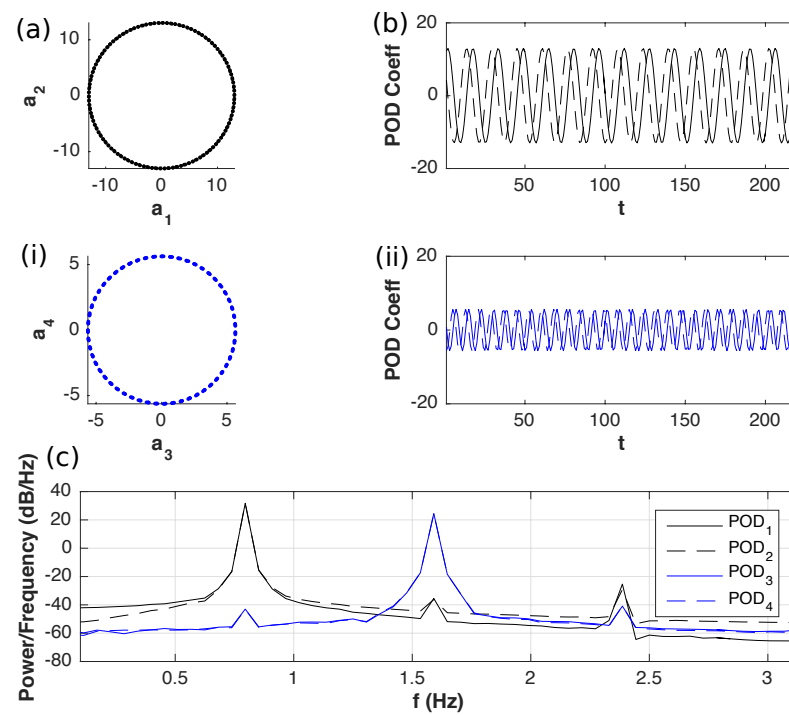 (a)
10
0
-10
a2
-10 0 10
a1
(b)
20
0
-20
POD Coeff
50 100 150 200
t
(i)
5
0
-5
a4
-5 0 5
a3
(ii)
20
0
-20
POD Coeff
50 100 150 200
t
(c)
40
20
0
-20
-40
-60
-80
Power/Frequency (dB/Hz)
0.5 1 1.5 2 2.5 3
f (Hz)
POD1
POD2
POD3
POD4